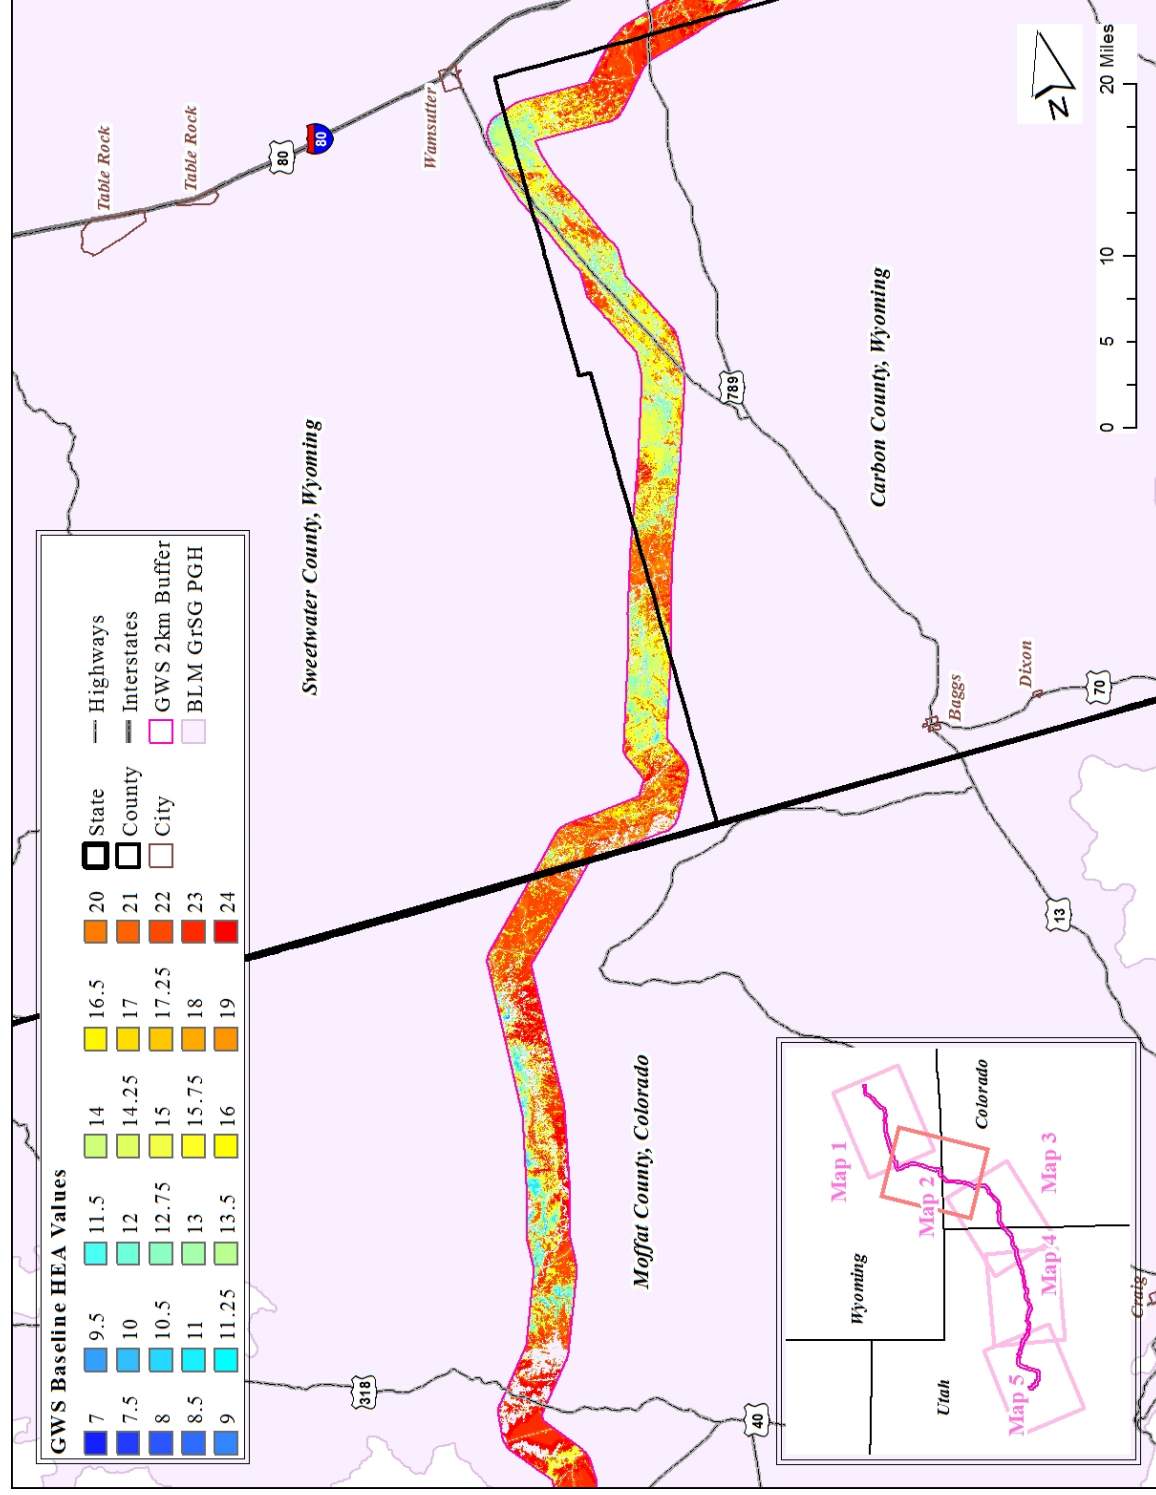 GWS Baseline HEA Values
7
7.5
8
8.5
9
9.5
10
10.5
11
11.25
11.5
12
12.75
13
13.5
14
14.25
15
15.75
16
16.5
17
17.25
18
19
20
21
22
23
24
State
County
City
Highways
Interstates
GWS 2km Buffer
BLM GrSG PGH
Table Rock
Table Rock
80
80
Wamsutter
Sweetwater County, Wyoming
Carbon County, Wyoming
789
Baggs
Dixon
70
13
Moffat County, Colorado
318
40
Craig
N
0 5 10 20 Miles
Map 1
Map 2
Map 3
Map 4
Map 5
Wyoming
Colorado
Utah